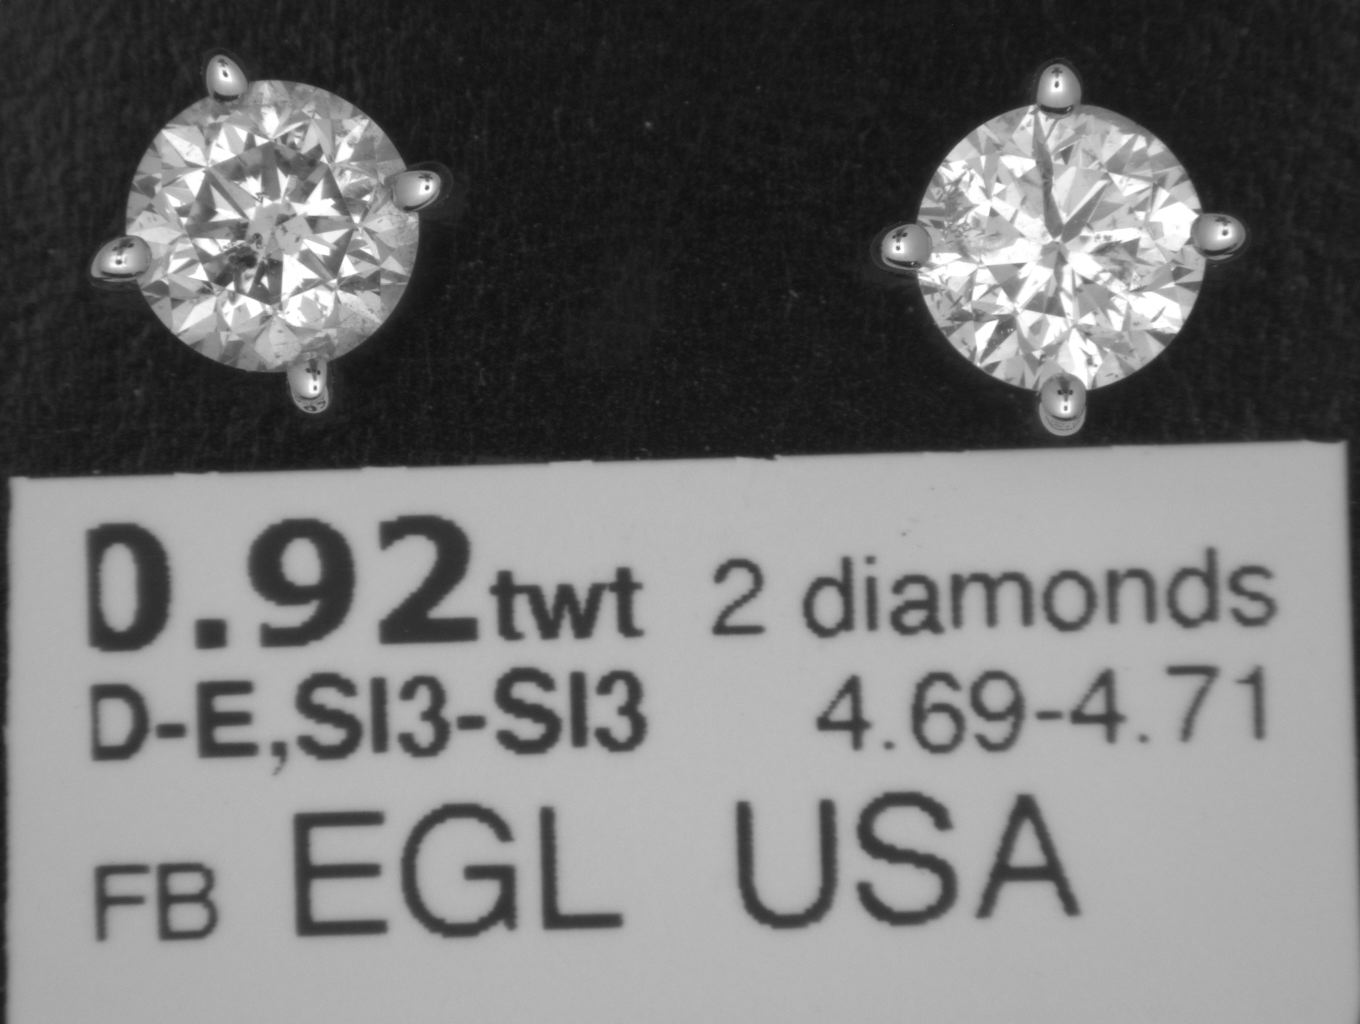 0.92twt 2 diamonds
D-E,SI3-SI3 4.69-4.71
FB EGL USA